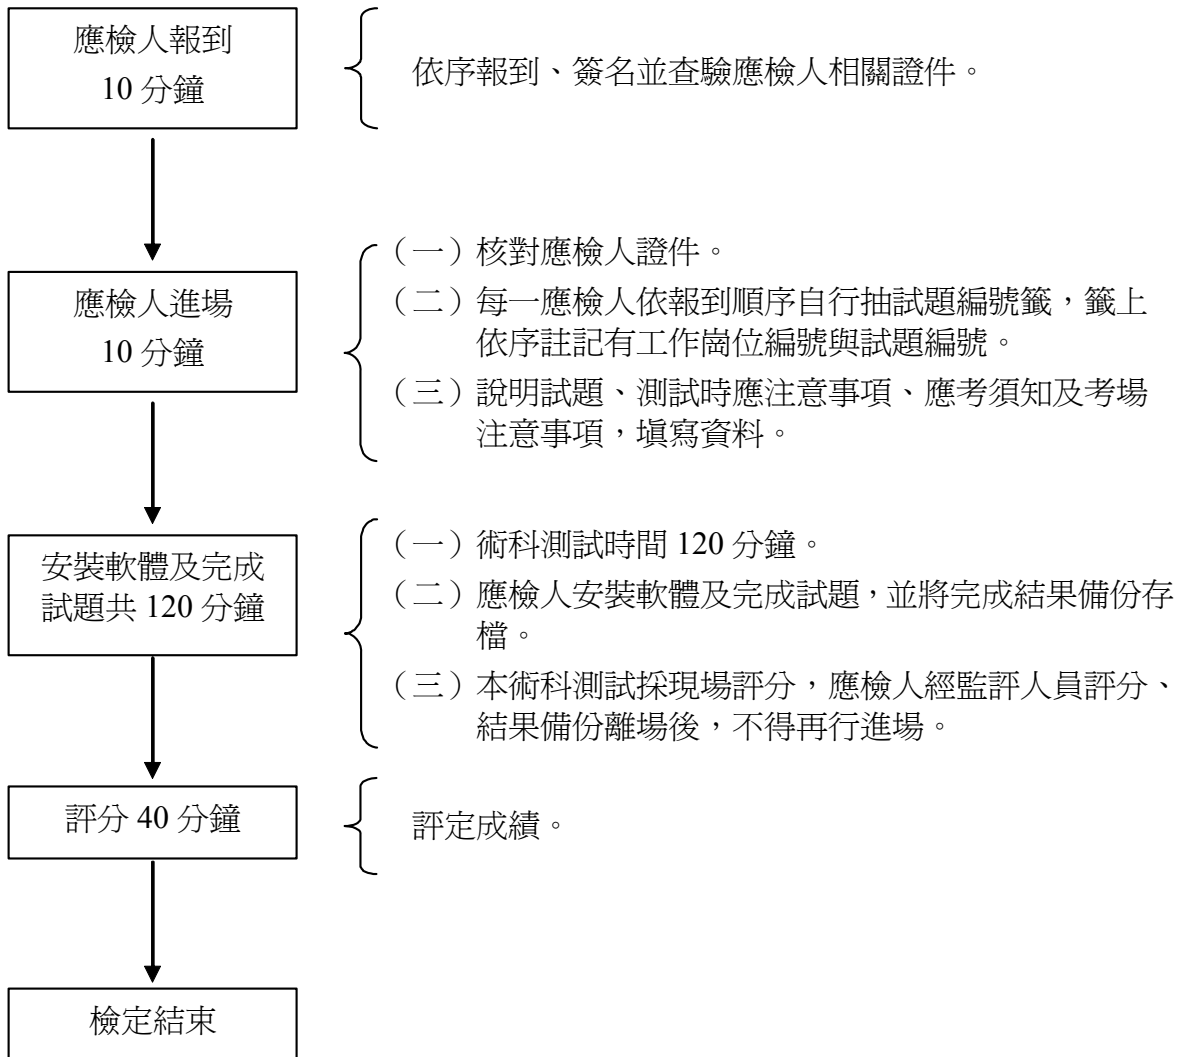 應檢人報到
10 分鐘
依序報到、簽名並查驗應檢人相關證件。
應檢人進場
10 分鐘
（一）核對應檢人證件。
（二）每一應檢人依報到順序自行抽試題編號籤，籤上
依序註記有工作崗位編號與試題編號。
（三）說明試題、測試時應注意事項、應考須知及考場
注意事項，填寫資料。
安裝軟體及完成
試題共 120 分鐘
（一）術科測試時間 120 分鐘。
（二）應檢人安裝軟體及完成試題，並將完成結果備份存
檔。
（三）本術科測試採現場評分，應檢人經監評人員評分、
結果備份離場後，不得再行進場。
評分 40 分鐘
評定成績。
檢定結束